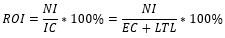 ROI = NI/IC * 100% = NI/(EC + LTL) * 100%